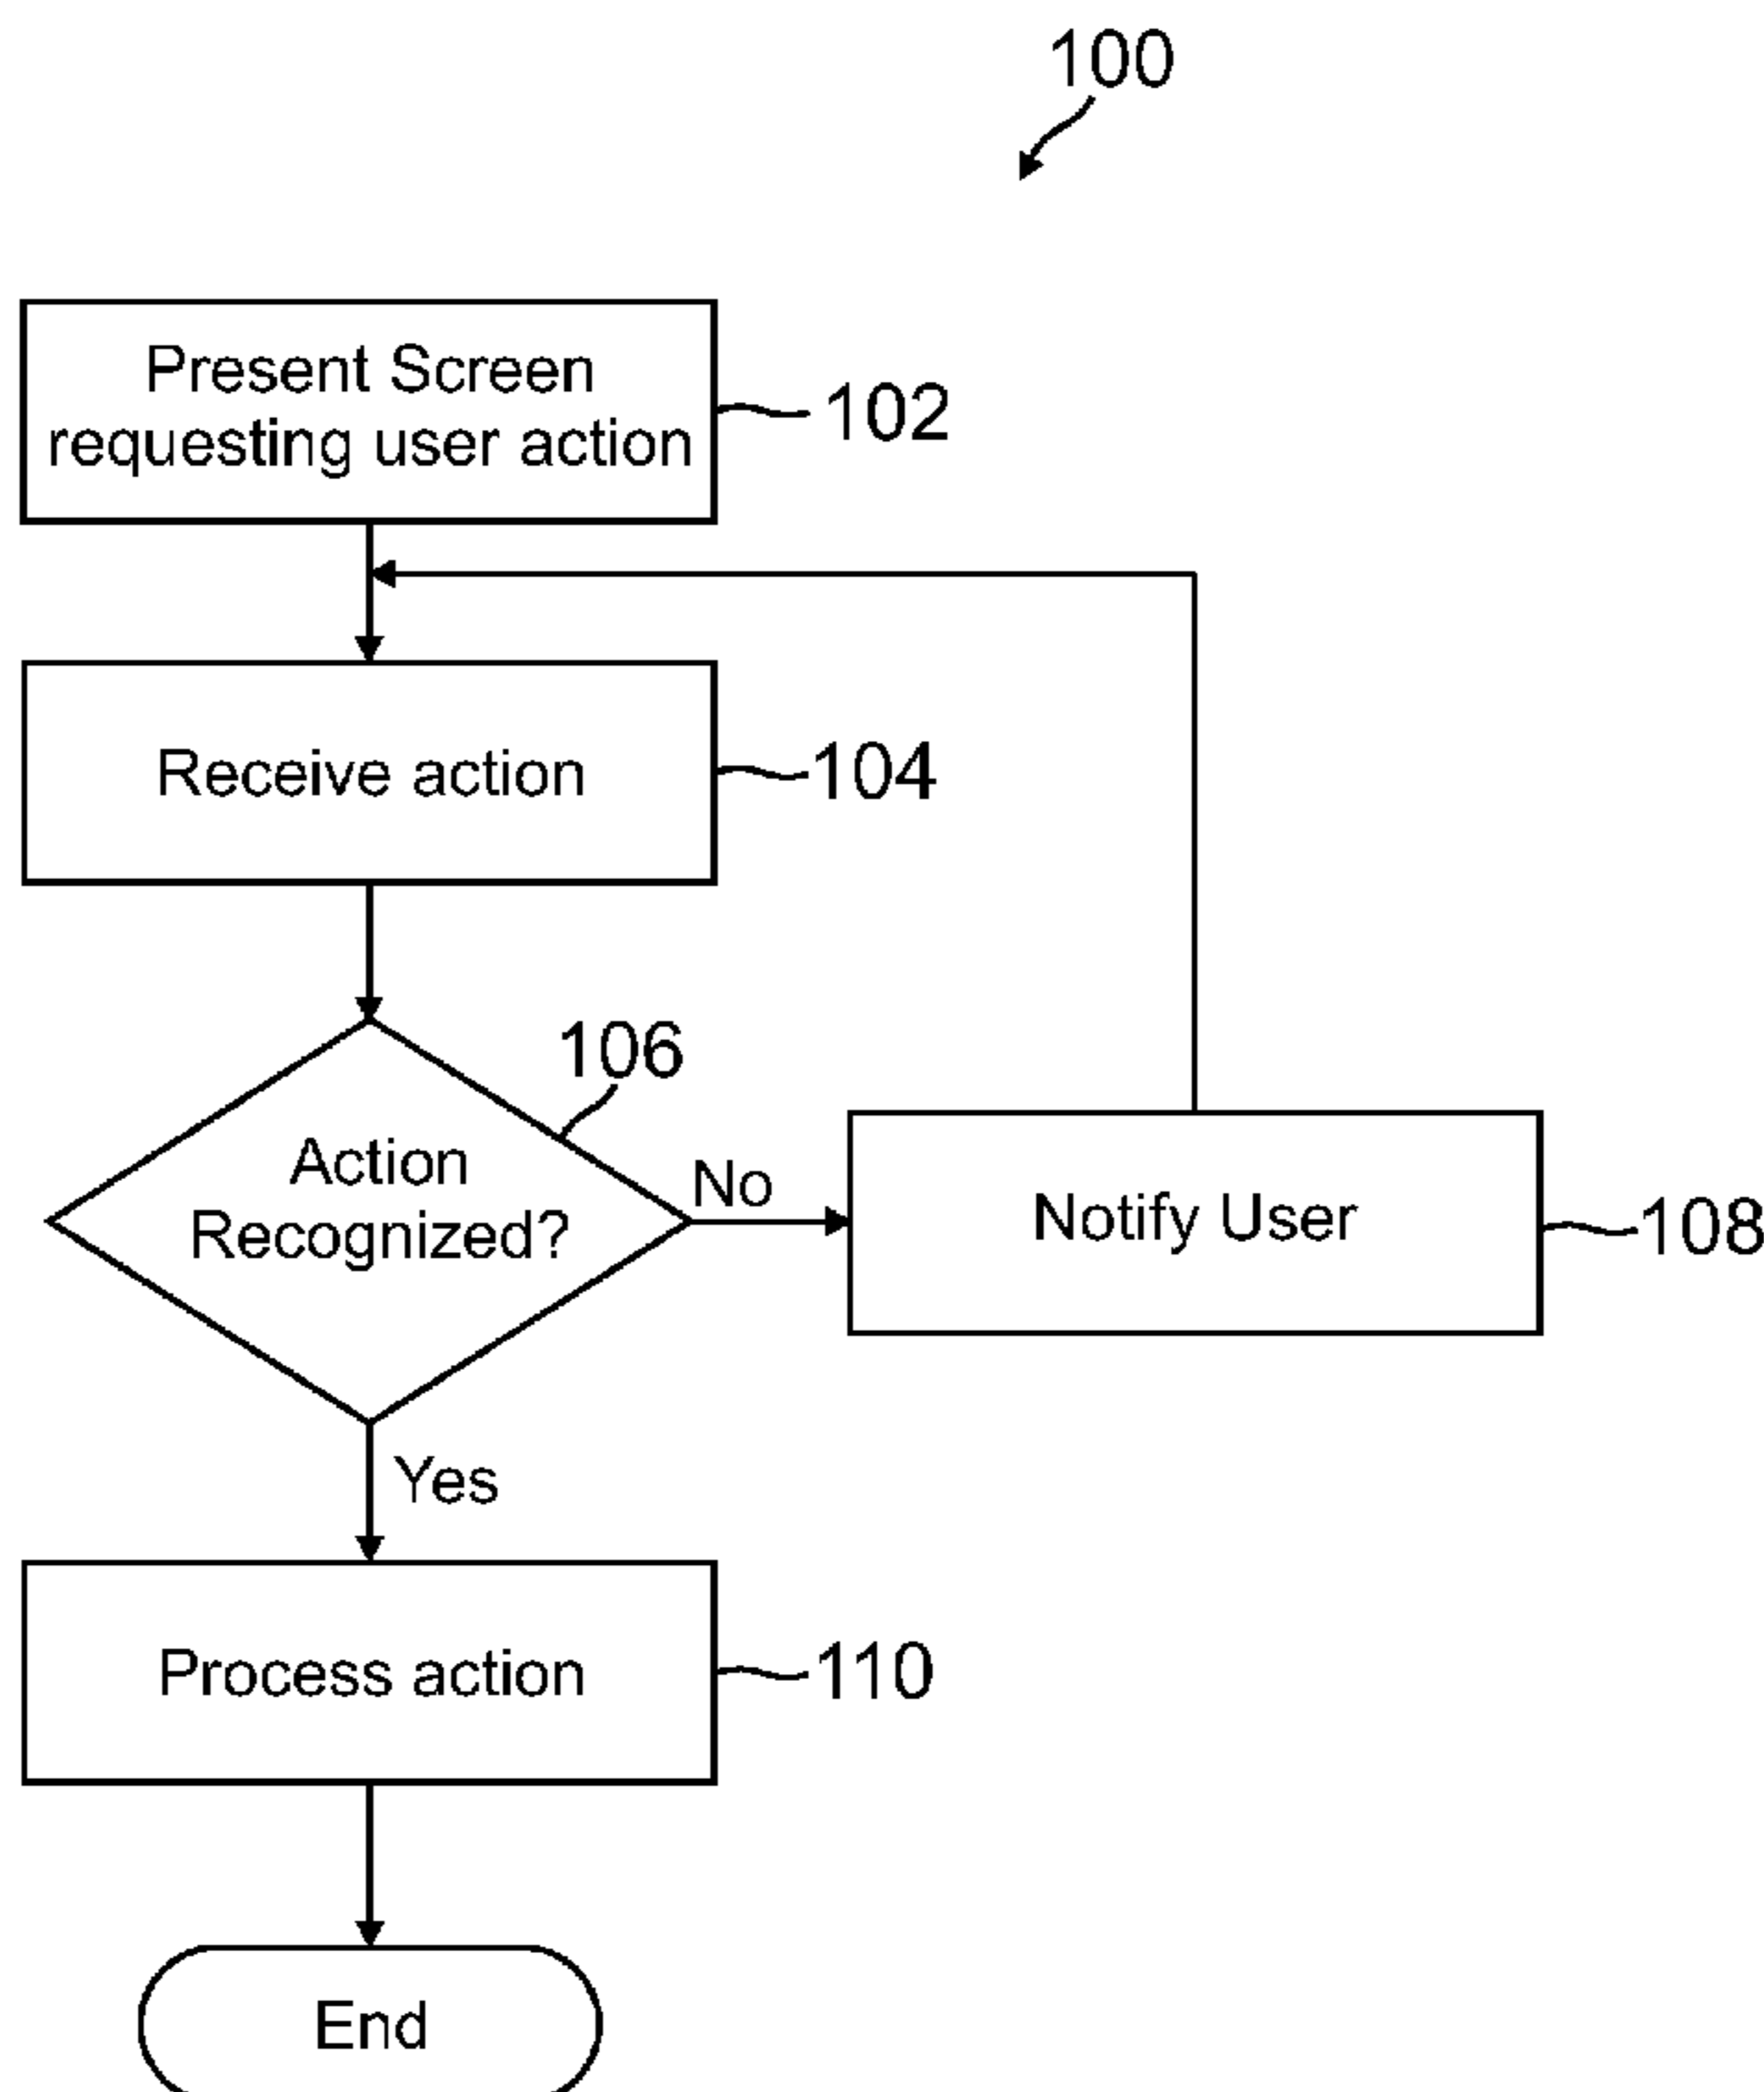 100
Present Screen
requesting user action
102
Receive action
104
106
Action
Recognized?
No
Notify User
108
Yes
Process action
110
End